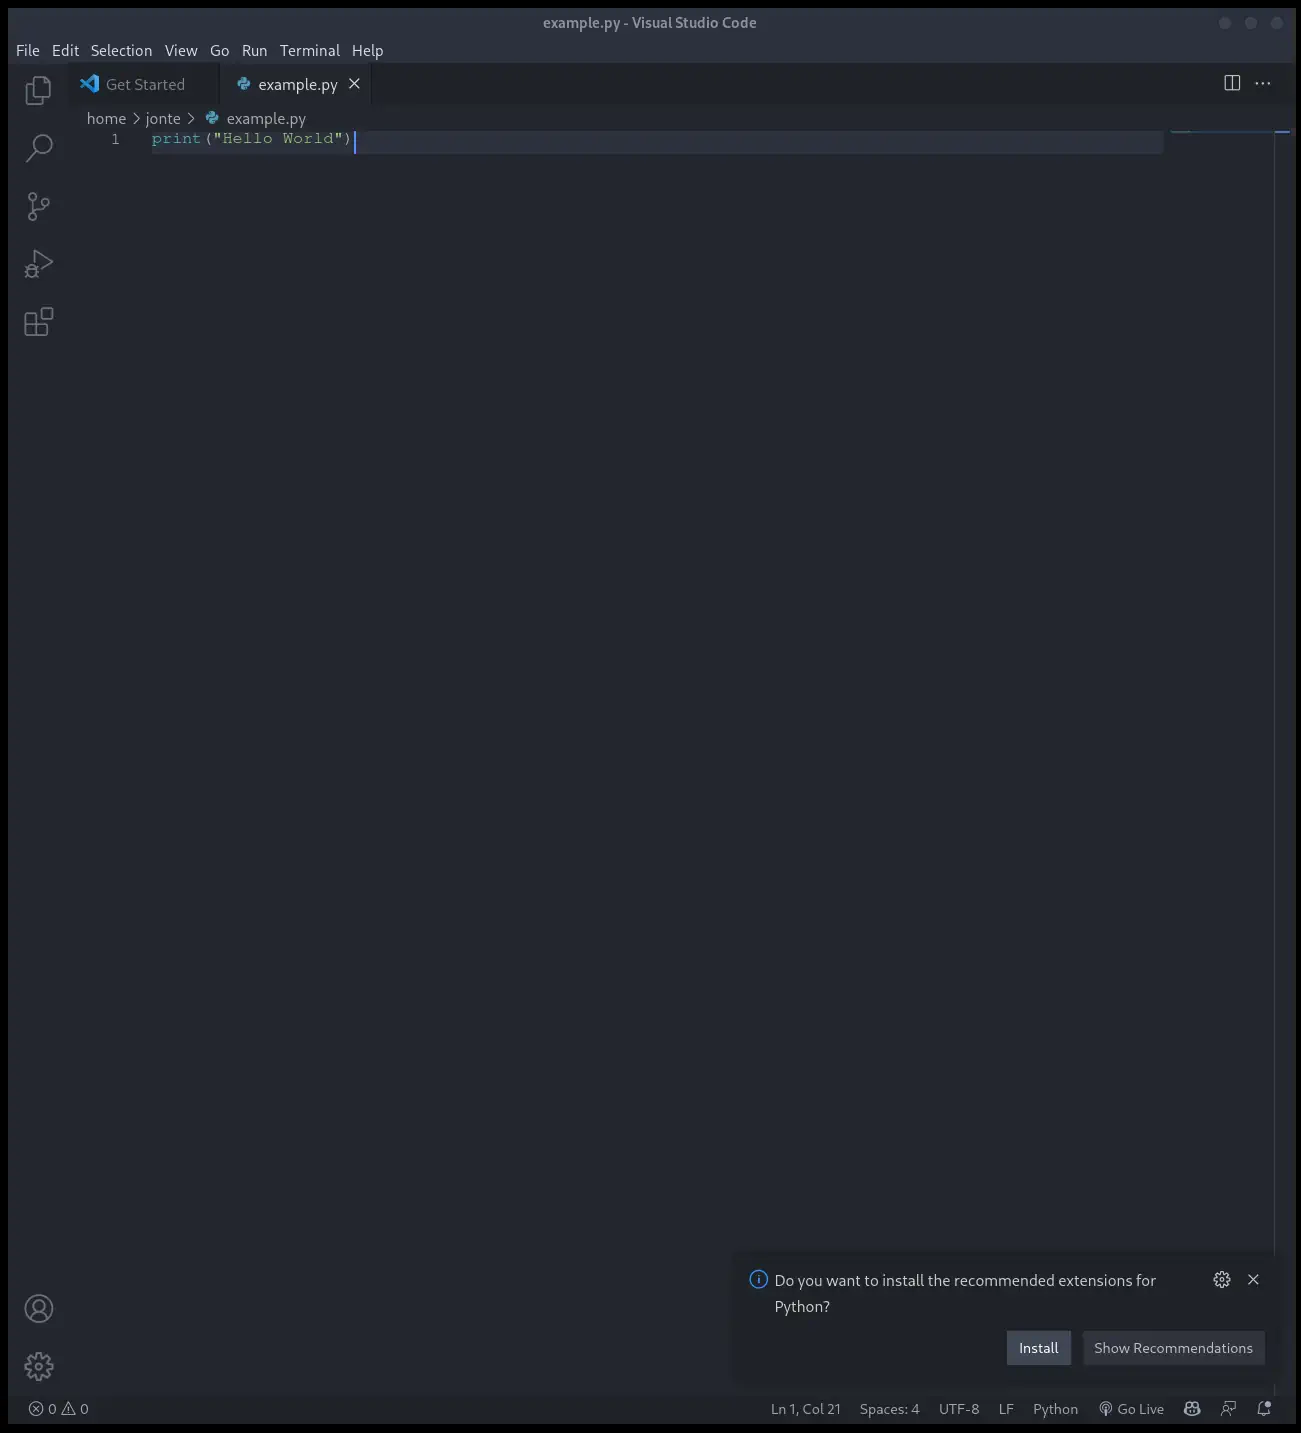 example.py - Visual Studio Code
File Edit Selection View Go Run Terminal Help
Get Started example.py
home > jonte > example.py
1 print("Hello World")
Do you want to install the recommended extensions for
Python?
Install Show Recommendations
0 0 Ln 1, Col 21 Spaces: 4 UTF-8 LF Python Go Live